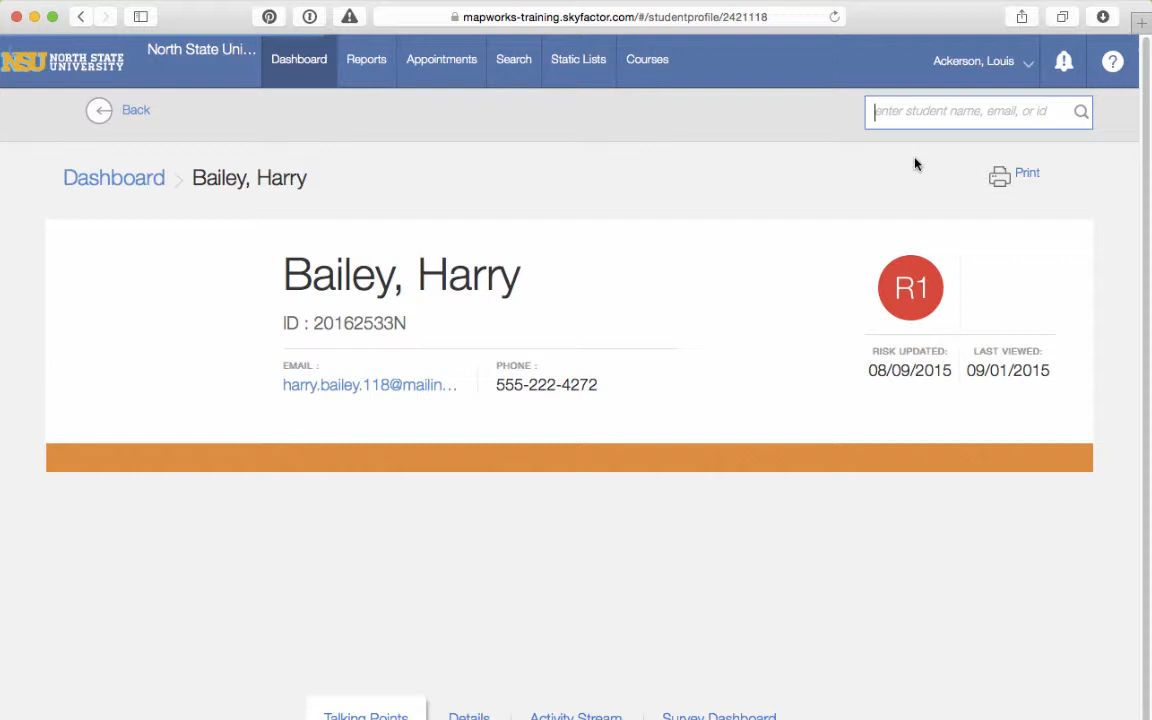 mapworks-training.skyfactor.com/#/studentprofile/2421118
NSU NORTH STATE UNIVERSITY
North State Uni...
Dashboard Reports Appointments Search Static Lists Courses
Ackerson, Louis
Back
enter student name, email, or id
Dashboard > Bailey, Harry
Print
Bailey, Harry
R1
ID : 20162533N
RISK UPDATED: LAST VIEWED:
08/09/2015 09/01/2015
EMAIL : PHONE :
harry.bailey.118@mailin... 555-222-4272
Talking Points Details Activity Stream Survey Dashboard